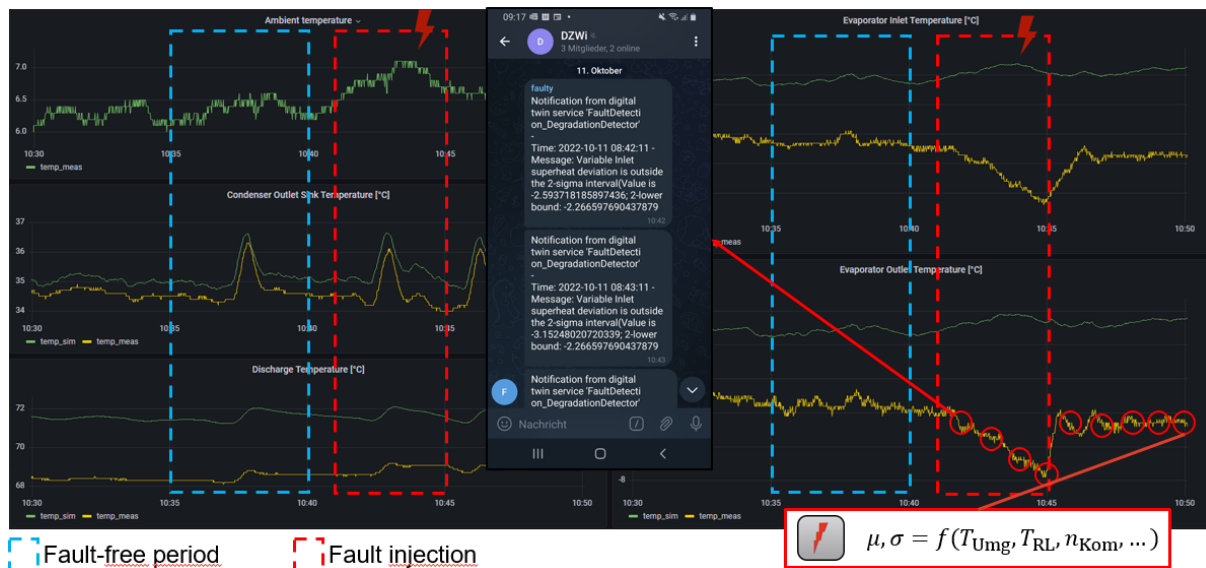 Ambient temperature
7.0
6.5
6.0
10:30
10:35
10:40
10:45
temp_meas
Condenser Outlet Sink Temperature [°C]
37
36
35
34
10:30
10:35
10:40
10:45
temp_sim
temp_meas
Discharge Temperature [°C]
72
70
68
10:30
10:35
10:40
10:45
10:50
temp_sim
temp_meas
09:17
D
DZWi
3 Mitglieder, 2 online
11. Oktober
faulty
Notification from digital
twin service 'FaultDetecti
on_DegradationDetector'
-
Time: 2022-10-11 08:42:11 -
Message: Variable Inlet
superheat deviation is outside
the 2-sigma interval(Value is
-2.593718185897436; 2-lower
bound: -2.266597690437879
10:42
Notification from digital
twin service 'FaultDetecti
on_DegradationDetector'
-
Time: 2022-10-11 08:43:11 -
Message: Variable Inlet
superheat deviation is outside
the 2-sigma interval(Value is
-3.15248020720339; 2-lower
bound: -2.266597690437879
10:43
Notification from digital
twin service 'FaultDetecti
on_DegradationDetector'
F
Nachricht
Evaporator Inlet Temperature [°C]
10:35
10:40
10:45
10:50
meas
Evaporator Outlet Temperature [°C]
-8
10:30
10:35
10:40
10:45
10:50
temp_sim
temp_meas
μ, σ = f(T_Umg, T_RL, n_Kom, …)
Fault-free period
Fault injection